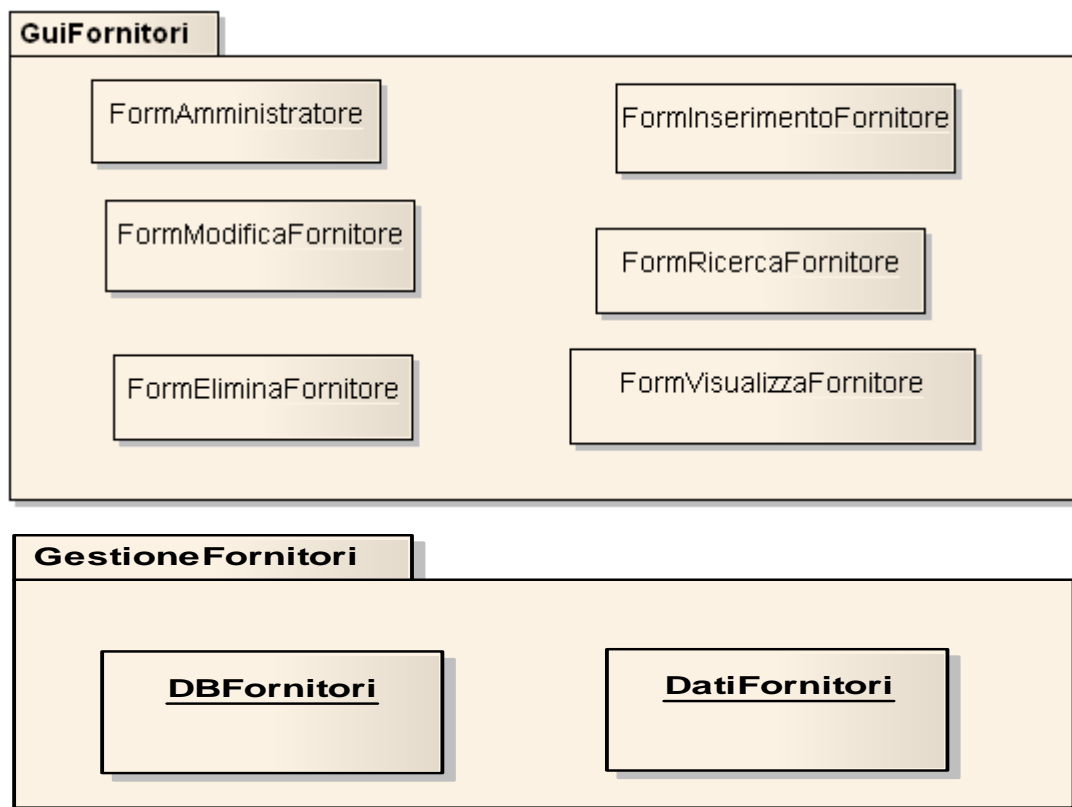 GuiFornitori
FormAmministratore
FormInserimentoFornitore
FormModificaFornitore
FormRicercaFornitore
FormEliminaFornitore
FormVisualizzaFornitore
GestioneFornitori
DBFornitori
DatiFornitori